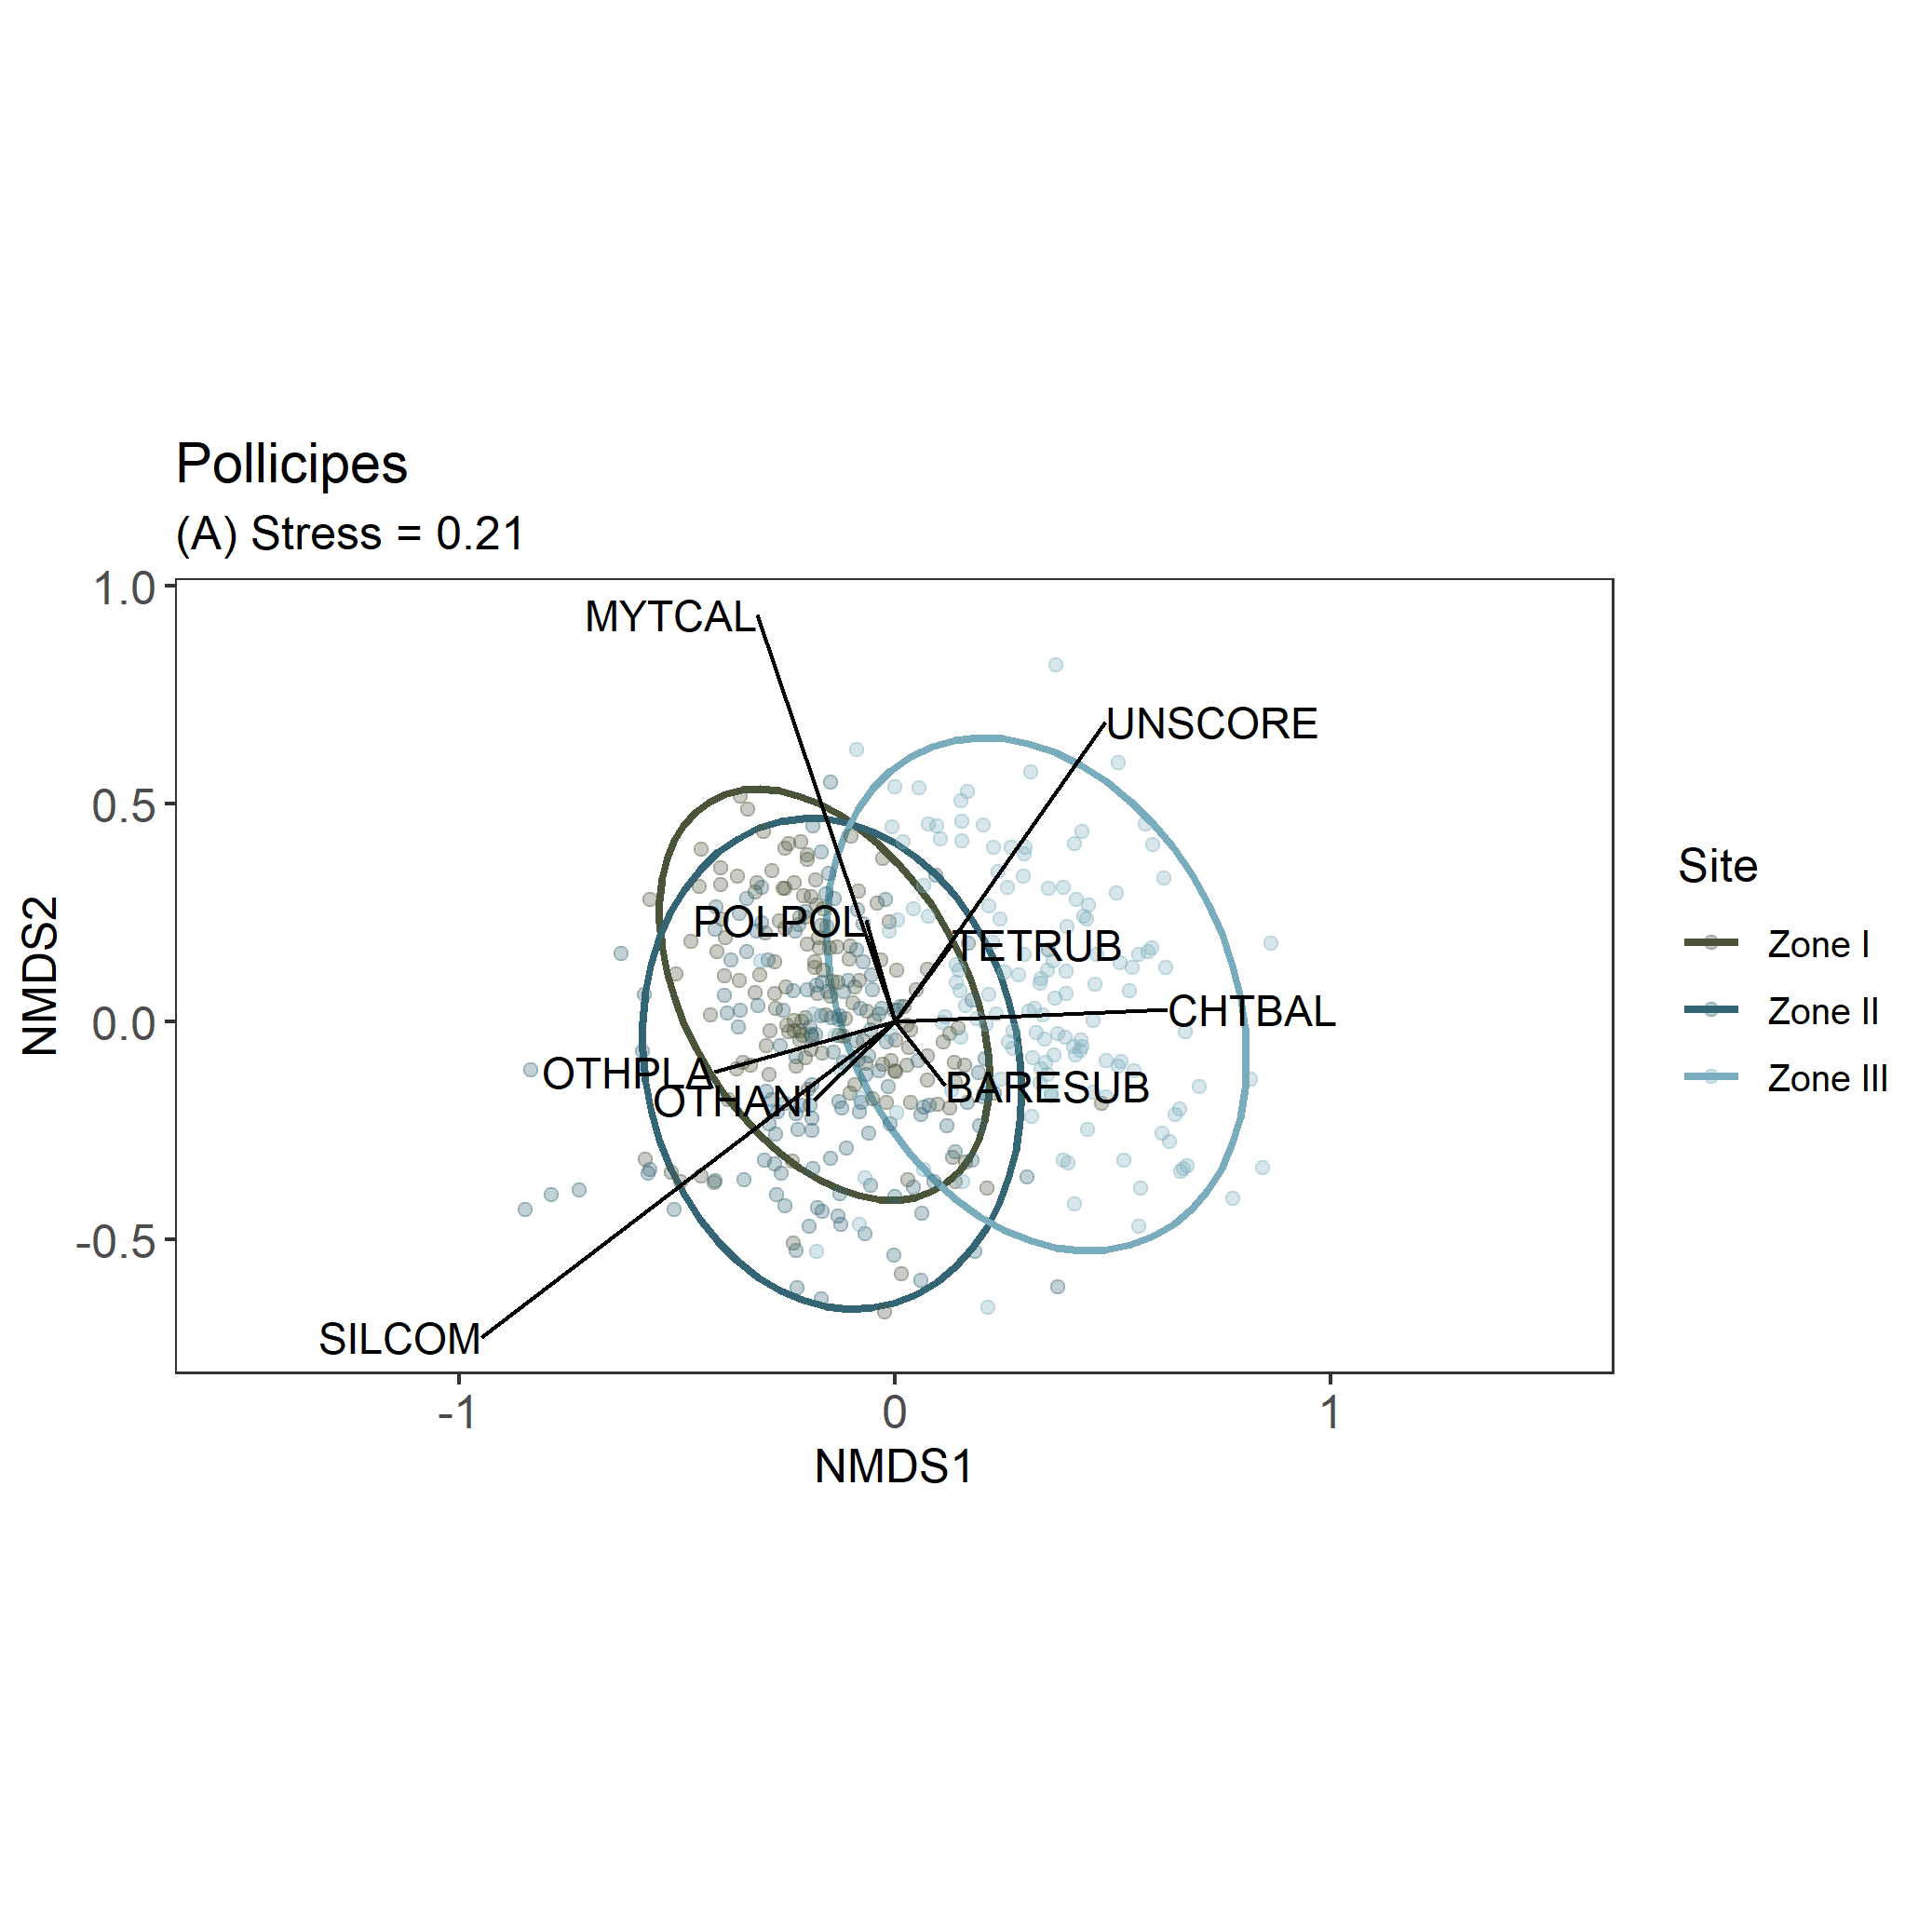 Pollicipes
(A) Stress = 0.21
1.0
0.5
0.0
-0.5
NMDS2
MYTCAL
UNSCORE
POLPOL
TETRUB
CHTBAL
OTHPLA
BARESUB
OTHANI
SILCOM
-1
0
1
NMDS1
Site
Zone I
Zone II
Zone III